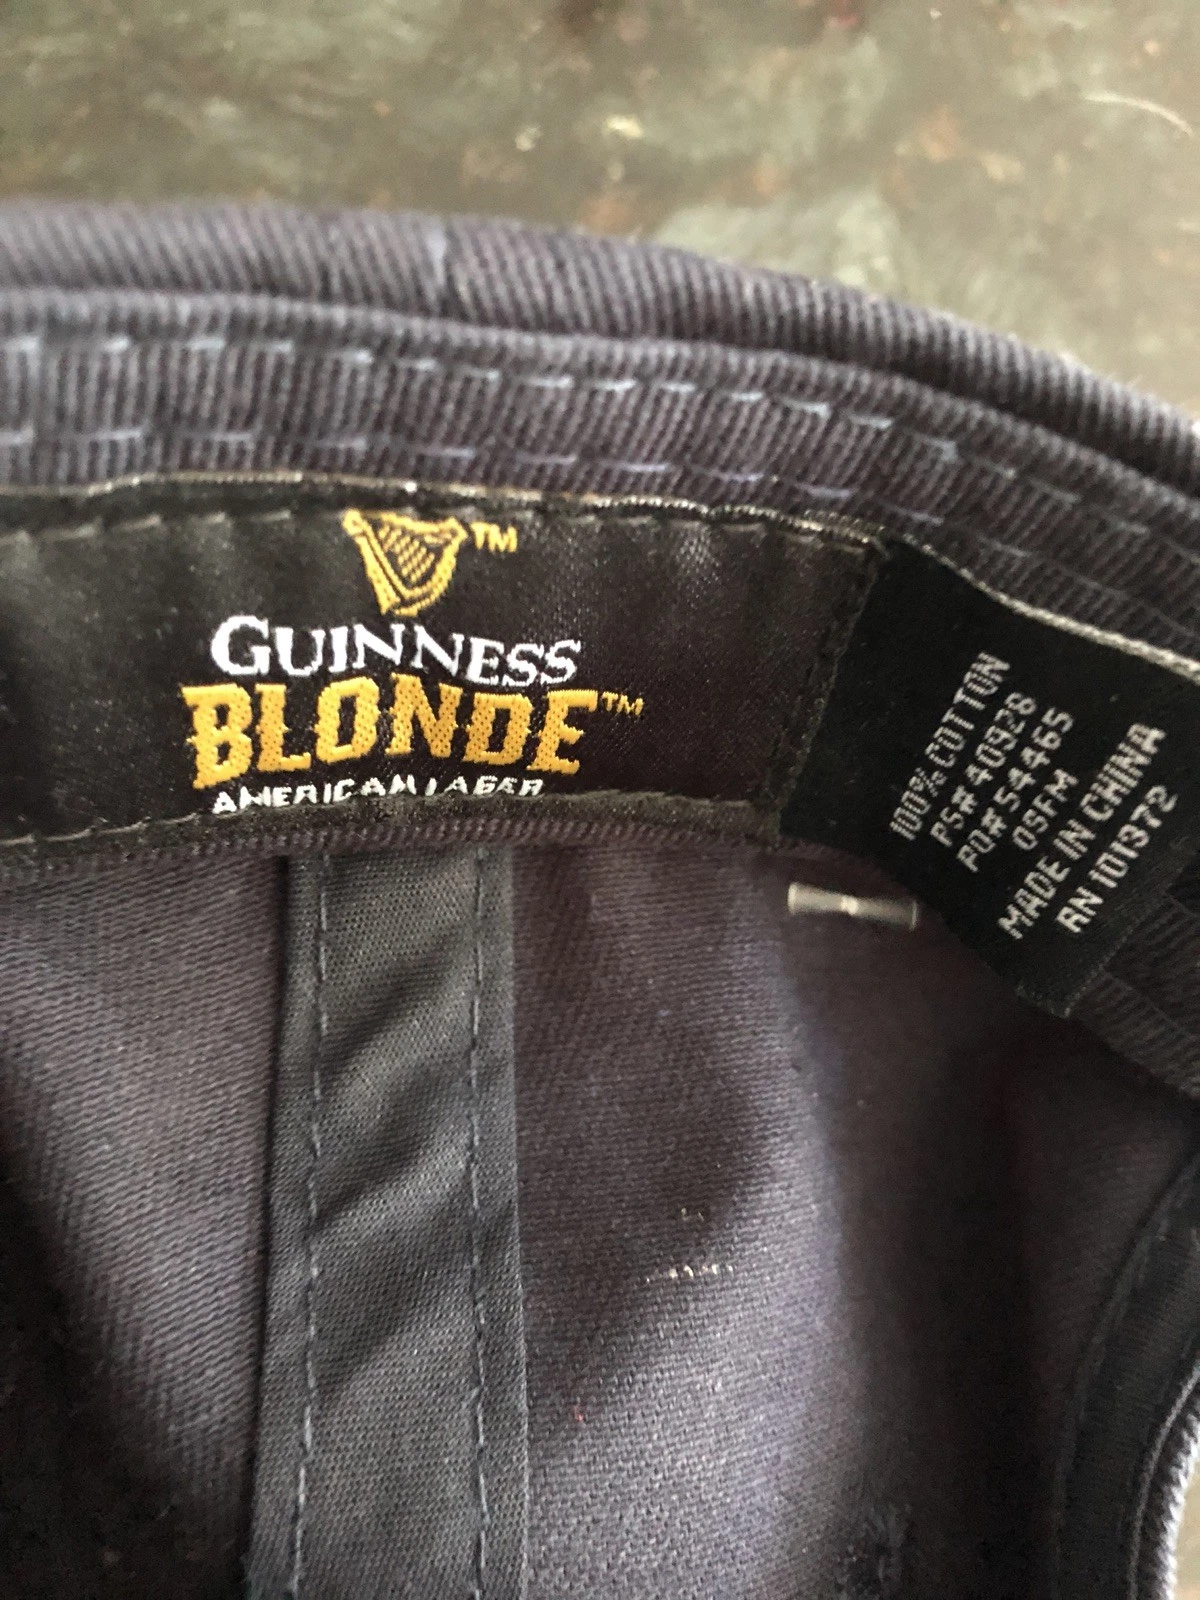 TM
GUINNESS
BLONDE™
AMERICAN LAGER
100% COTTON
PS# 40928
PO# 54465
OSFM
MADE IN CHINA
RN 101372